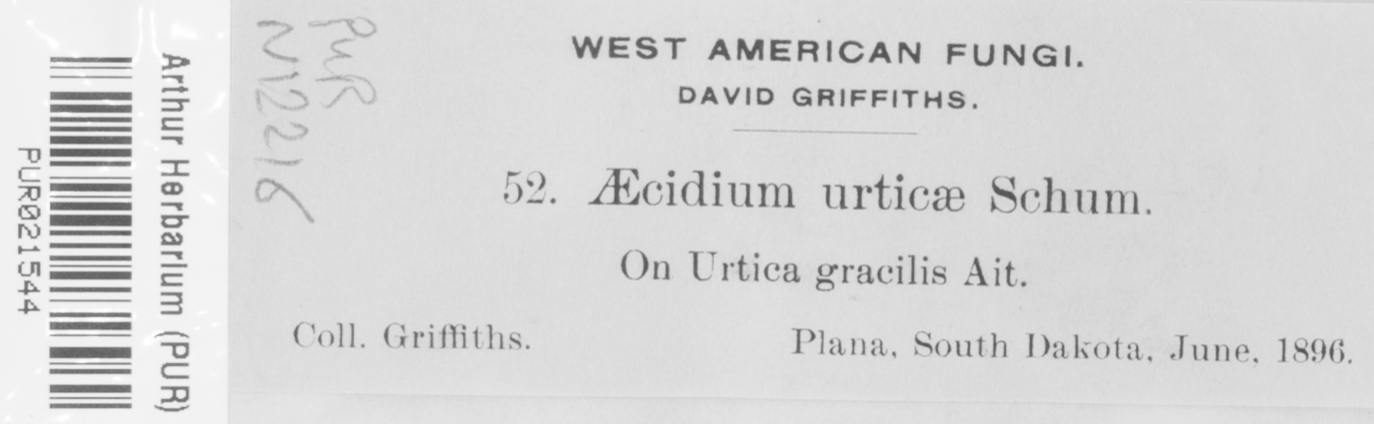 PUR021544
Arthur Herbarium (PUR)
PUR
N12216
WEST AMERICAN FUNGI.
DAVID GRIFFITHS.
52. Æcidium urticæ Schum.
On Urtica gracilis Ait.
Coll. Griffiths.
Plana, South Dakota, June, 1896.